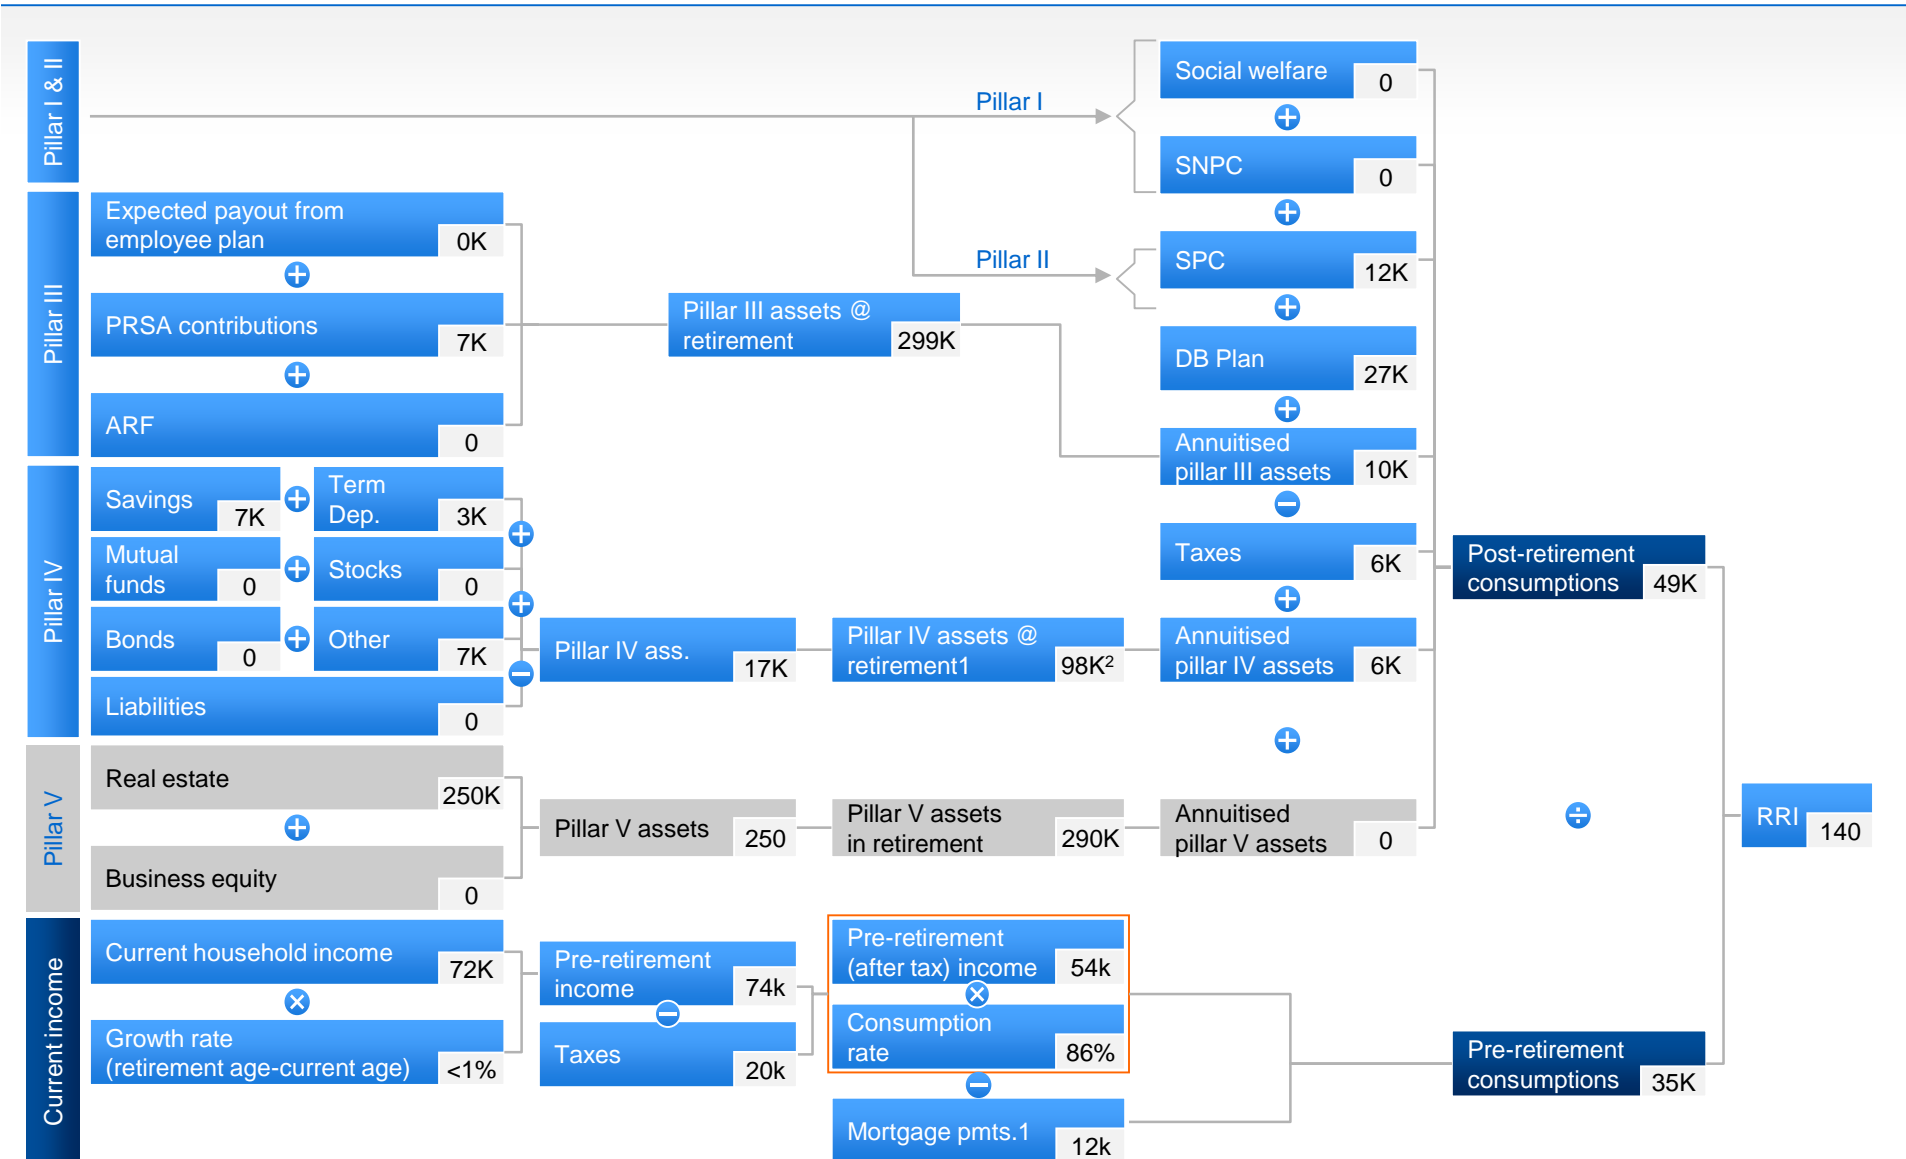 Pillar I & II
Pillar I
Pillar II
Social welfare
0
SNPC
0
SPC
12K
DB Plan
27K
Annuitised
pillar III assets
10K
Taxes
6K
Annuitised
pillar IV assets
6K
Annuitised
pillar V assets
0
Pillar III
Expected payout from
employee plan
0K
PRSA contributions
7K
ARF
0
Pillar III assets @
retirement
299K
Pillar IV
Savings
7K
Term
Dep.
3K
Mutual
funds
0
Stocks
0
Bonds
0
Other
7K
Liabilities
0
Pillar IV ass.
17K
Pillar IV assets @
retirement1
98K²
Pillar V
Real estate
250K
Business equity
0
Pillar V assets
250
Pillar V assets
in retirement
290K
Current income
Current household income
72K
Growth rate
(retirement age-current age)
<1%
Pre-retirement
income
74k
Taxes
20k
Pre-retirement
(after tax) income
54k
Consumption
rate
86%
Mortgage pmts.1
12k
Post-retirement
consumptions
49K
Pre-retirement
consumptions
35K
RRI
140